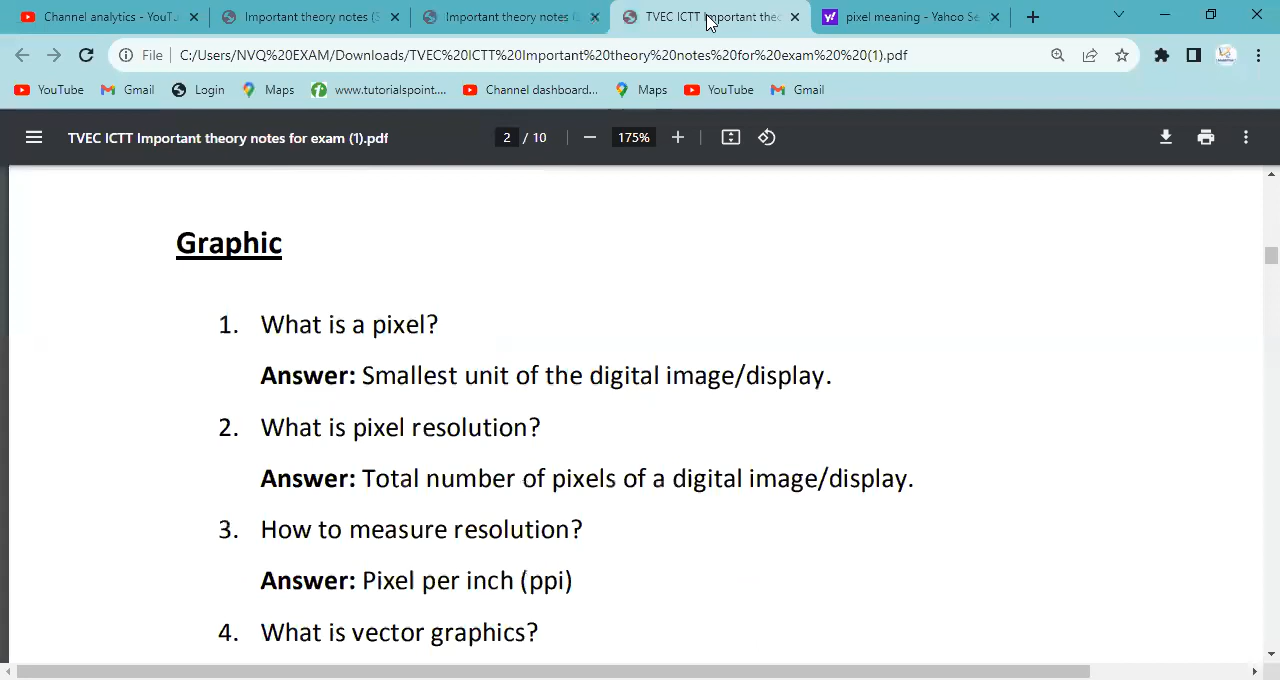 Channel analytics - YouT
Important theory notes (
Important theory notes
TVEC ICTT Important the
pixel meaning - Yahoo Se
File
C:/Users/NVQ%20EXAM/Downloads/TVEC%20ICTT%20Important%20theory%20notes%20for%20exam%20%20(1).pdf
YouTube
Gmail
Login
Maps
www.tutorialspoint....
Channel dashboard...
Maps
YouTube
Gmail
TVEC ICTT Important theory notes for exam (1).pdf
2 / 10
175%
Graphic
1. What is a pixel?
Answer: Smallest unit of the digital image/display.
2. What is pixel resolution?
Answer: Total number of pixels of a digital image/display.
3. How to measure resolution?
Answer: Pixel per inch (ppi)
4. What is vector graphics?